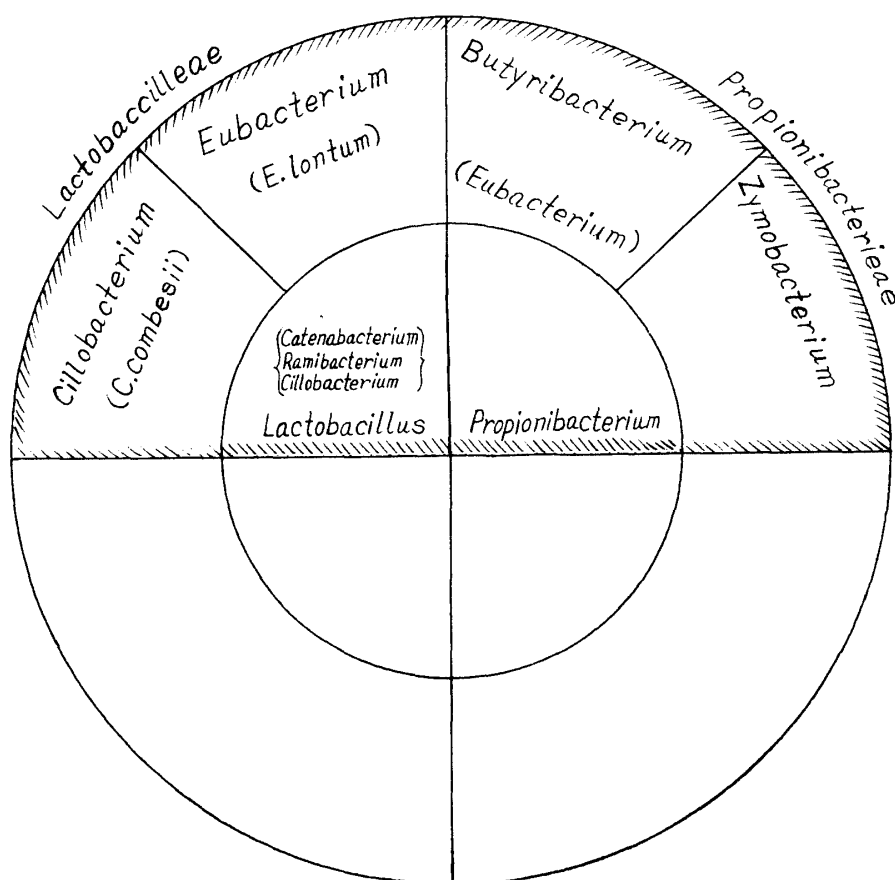 Lactobaccilleae
Propionibacterieae
Eubacterium
(E. lontum)
Butyribacterium
(Eubacterium)
Cillobacterium
(C. combesii)
Zymobacterium
(Catenabacterium)
Ramibacterium
(Cillobacterium)
Lactobacillus
Propionibacterium